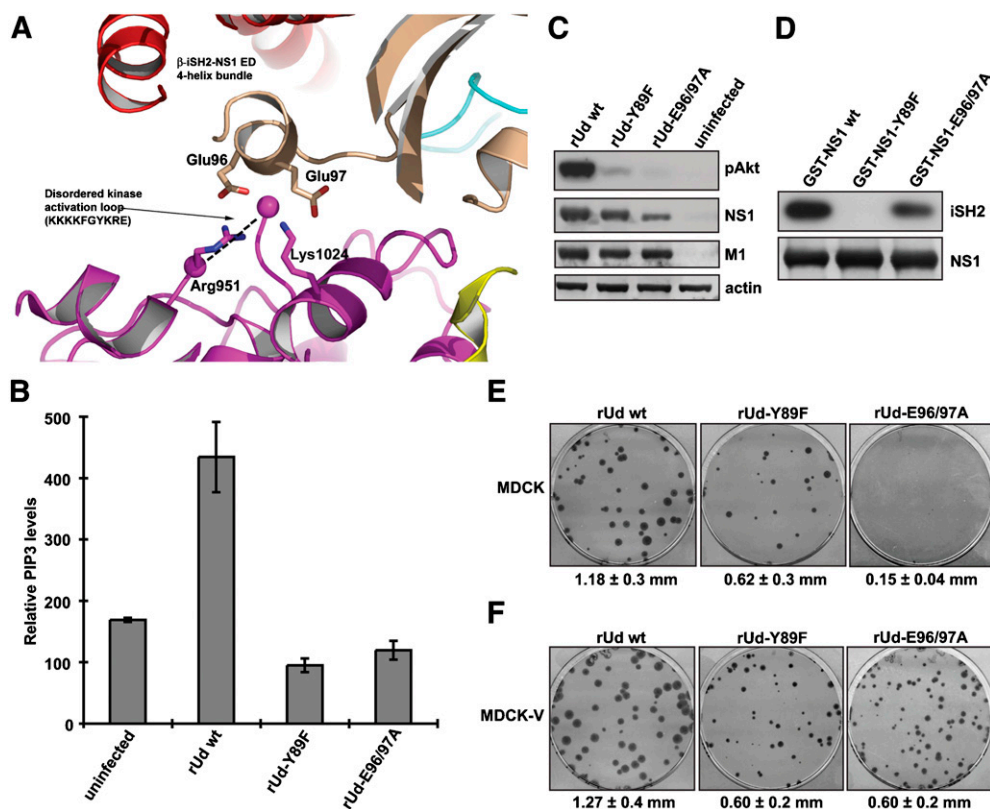 A
β-iSH2-NS1 ED
4-helix bundle
Glu96
Glu97
Disordered kinase
activation loop
(KKKKFGYKRE)
Lys1024
Arg951
B
Relative PIP3 levels
500
450
400
350
300
250
200
150
100
50
0
uninfected
rUd wt
rUd-Y89F
rUd-E96/97A
C
rUd wt
rUd-Y89F
rUd-E96/97A
uninfected
pAkt
NS1
M1
actin
D
GST-NS1 wt
GST-NS1-Y89F
GST-NS1-E96/97A
iSH2
NS1
E
rUd wt
rUd-Y89F
rUd-E96/97A
MDCK
1.18 ± 0.3 mm
0.62 ± 0.3 mm
0.15 ± 0.04 mm
F
rUd wt
rUd-Y89F
rUd-E96/97A
MDCK-V
1.27 ± 0.4 mm
0.60 ± 0.2 mm
0.60 ± 0.2 mm